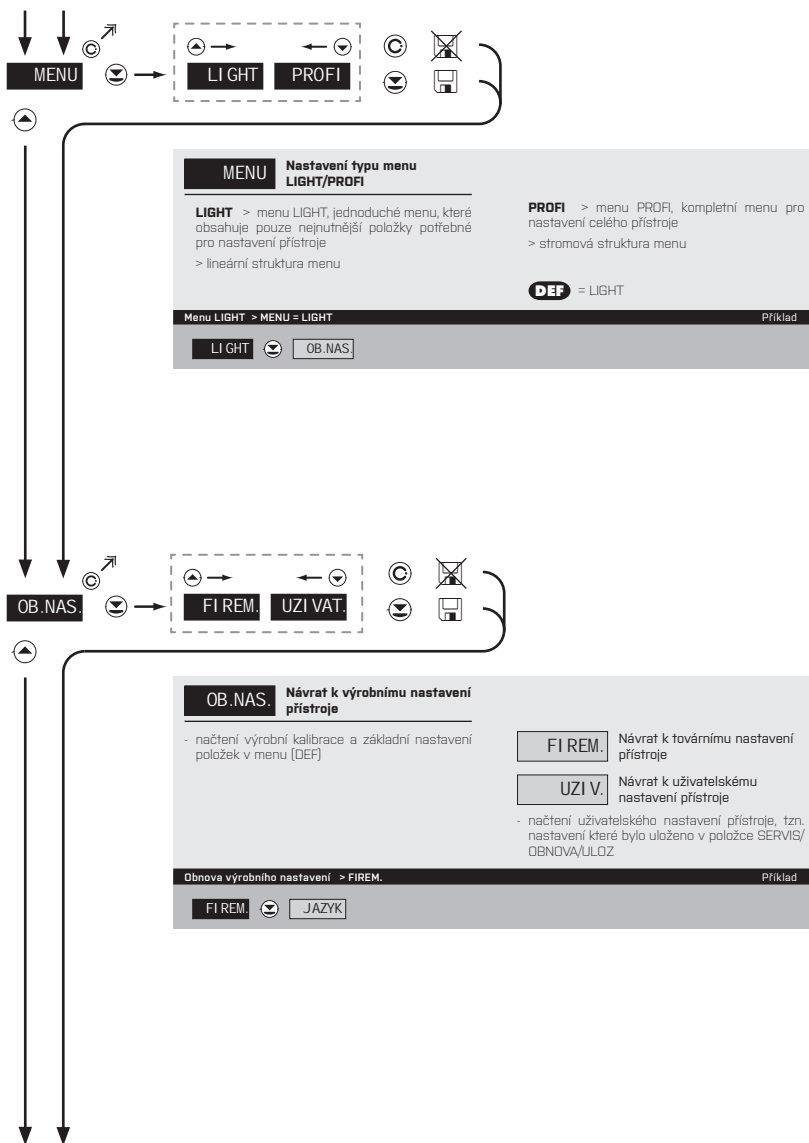 MENU
LIGHT PROFI
MENU Nastavení typu menu
LIGHT/PROFI
LIGHT > menu LIGHT, jednoduché menu, které
obsahuje pouze nejnutnější položky potřebné
pro nastavení přístroje
> lineární struktura menu
PROFI > menu PROFI, kompletní menu pro
nastavení celého přístroje
> stromová struktura menu
DEF = LIGHT
Menu LIGHT > MENU = LIGHT Příklad
LIGHT OB.NAS.
OB.NAS.
FIREM. UZIVAT.
OB.NAS. Návrat k výrobnímu nastavení
přístroje
- načtení výrobní kalibrace a základní nastavení
položek v menu (DEF)
FIREM. Návrat k továrnímu nastavení
přístroje
UZIV. Návrat k uživatelskému
nastavení přístroje
- načtení uživatelského nastavení přístroje, tzn.
nastavení které bylo uloženo v položce SERVIS/
OBNOVA/ULOZ
Obnova výrobního nastavení > FIREM. Příklad
FIREM. JAZYK